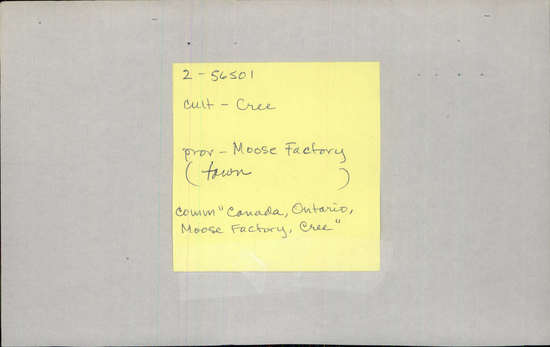 2 - 56501
cult - Cree
prov - Moose Factory
(town)
comm "Canada, Ontario,
Moose Factory, Cree"